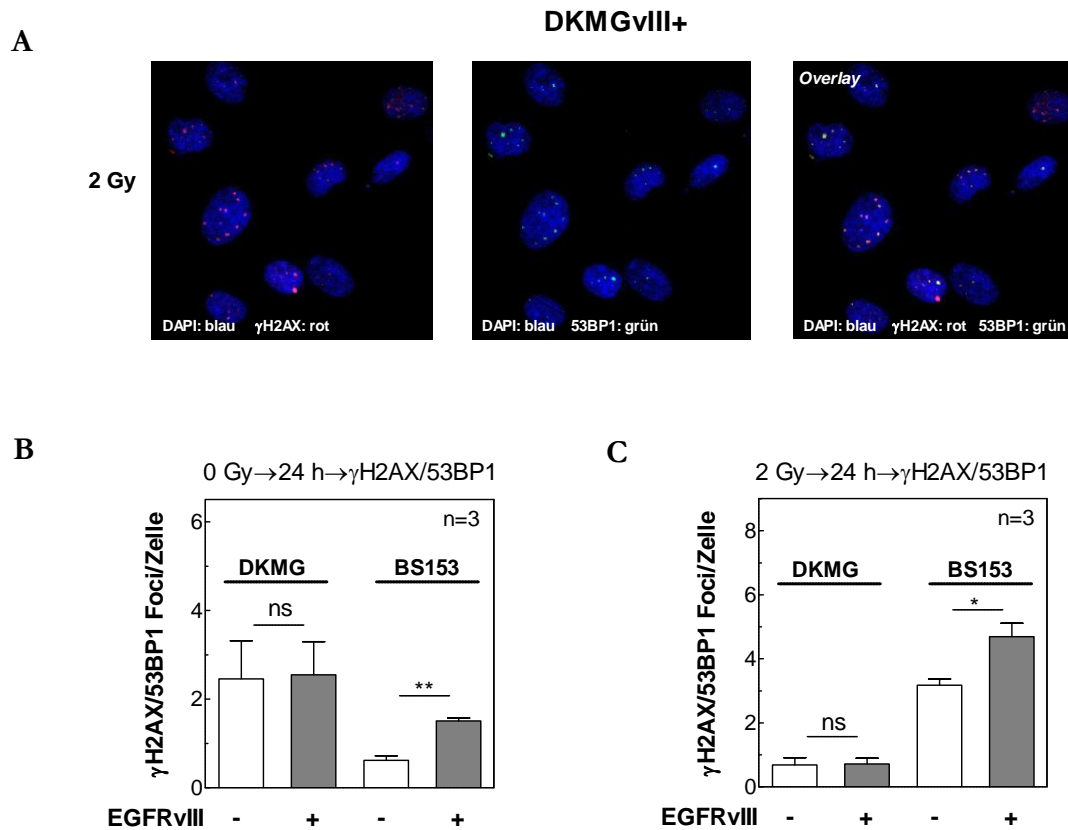 DKMGvIII+
A
Overlay
2 Gy
DAPI: blau γH2AX: rot
DAPI: blau 53BP1: grün
DAPI: blau γH2AX: rot 53BP1: grün
B
0 Gy→24 h→γH2AX/53BP1
n=3
γH2AX/53BP1 Foci/Zelle
6
4
2
0
DKMG
BS153
ns
**
EGFRvIII - + - +
C
2 Gy→24 h→γH2AX/53BP1
n=3
γH2AX/53BP1 Foci/Zelle
8
6
4
2
0
DKMG
BS153
ns
*
EGFRvIII - + - +